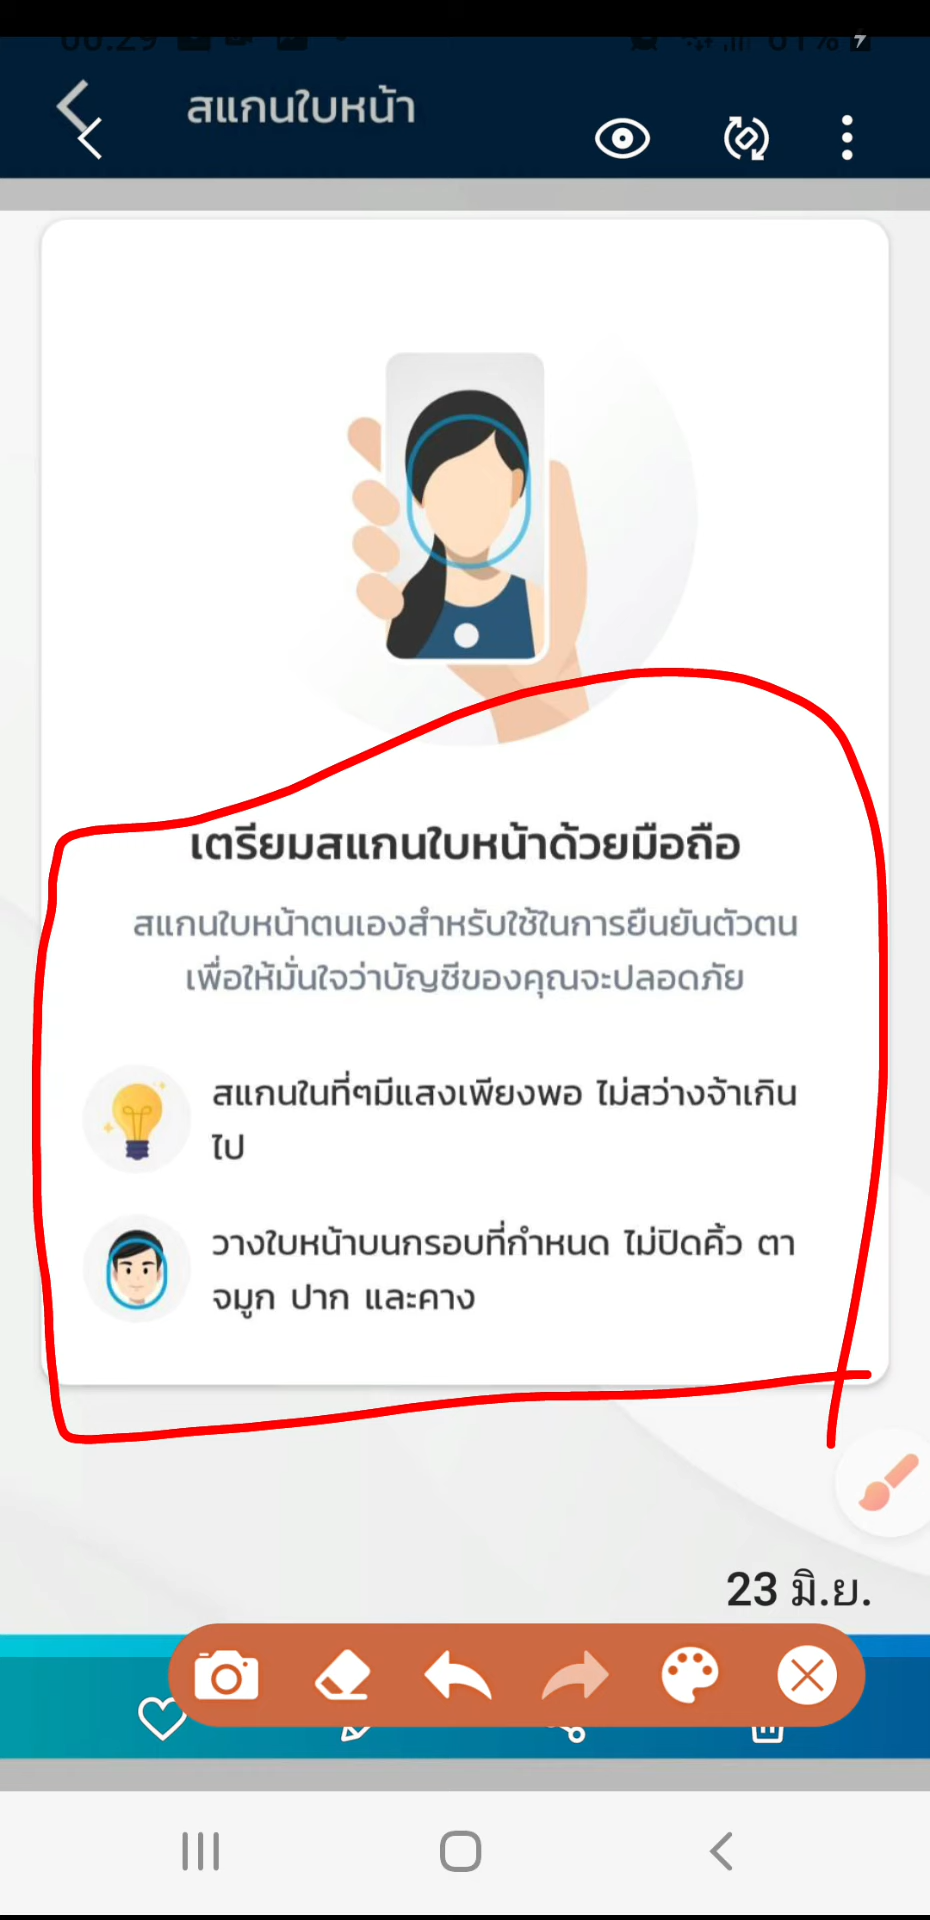 สแกนใบหน้า
เตรียมสแกนใบหน้าด้วยมือถือ
สแกนใบหน้าตนเองสำหรับใช้ในการยืนยันตัวตน
เพื่อให้มั่นใจว่าบัญชีของคุณจะปลอดภัย
สแกนในที่ๆมีแสงเพียงพอ ไม่สว่างจ้าเกิน
ไป
วางใบหน้าบนกรอบที่กำหนด ไม่ปิดคิ้ว ตา
จมูก ปาก และคาง
23 มิ.ย.